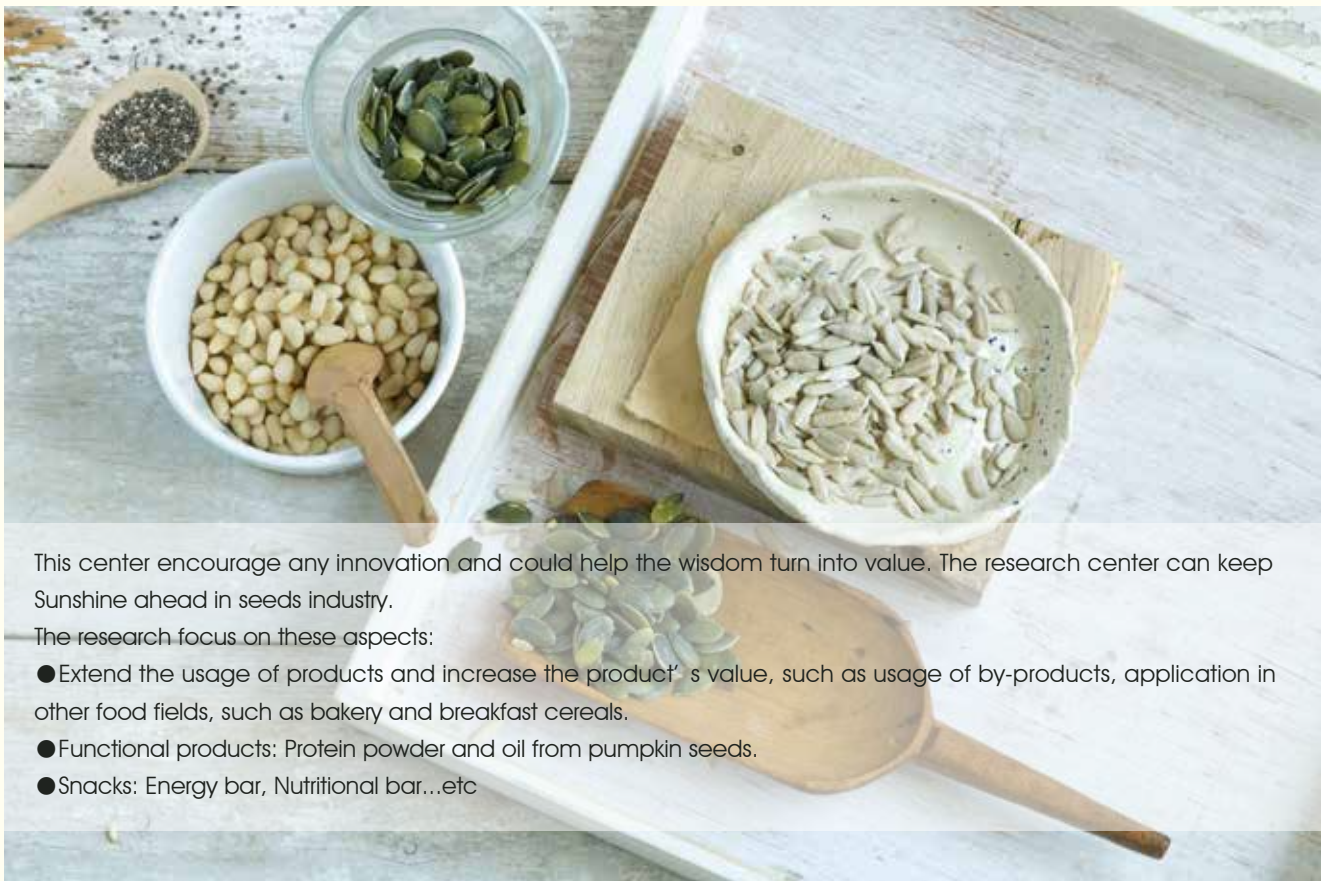 This center encourage any innovation and could help the wisdom turn into value. The research center can keep
Sunshine ahead in seeds industry.
The research focus on these aspects:
●Extend the usage of products and increase the product’ s value, such as usage of by-products, application in
other food fields, such as bakery and breakfast cereals.
●Functional products: Protein powder and oil from pumpkin seeds.
●Snacks: Energy bar, Nutritional bar...etc